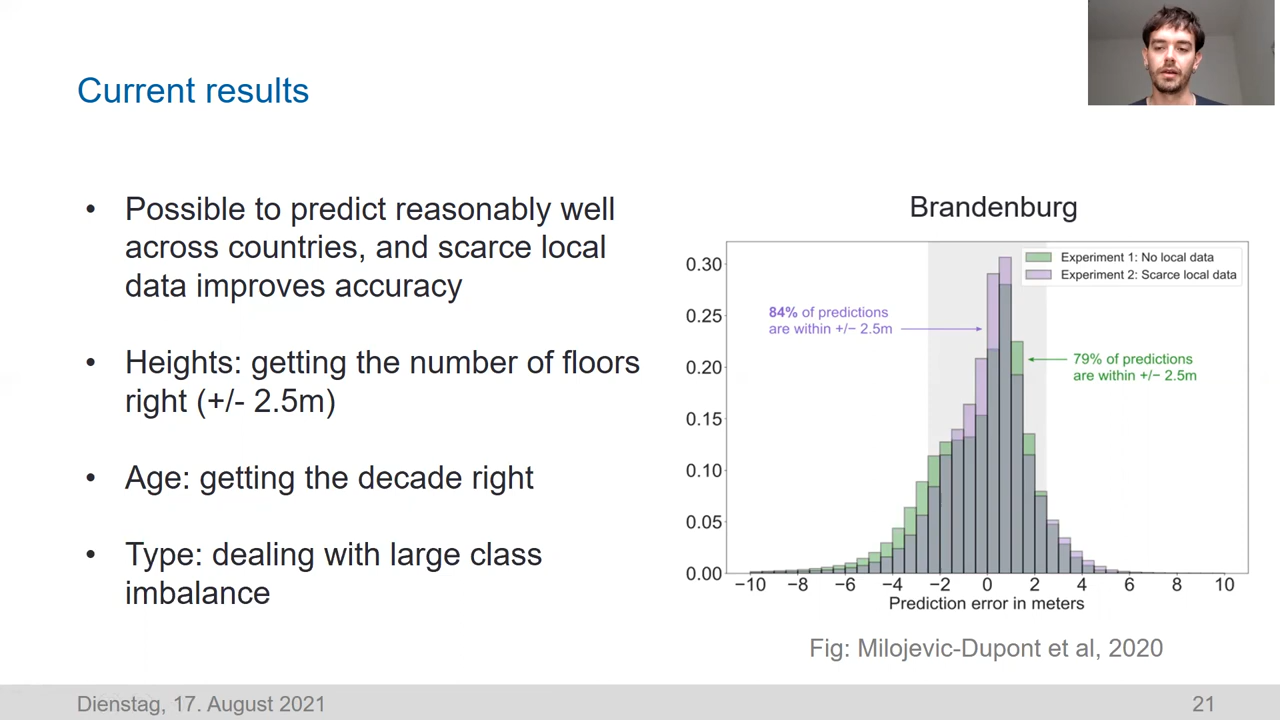 Current results
• Possible to predict reasonably well
across countries, and scarce local
data improves accuracy
• Heights: getting the number of floors
right (+/- 2.5m)
• Age: getting the decade right
• Type: dealing with large class
imbalance
Brandenburg
Experiment 1: No local data
Experiment 2: Scarce local data
84% of predictions
are within +/− 2.5m
79% of predictions
are within +/− 2.5m
0.30
0.25
0.20
0.15
0.10
0.05
0.00
−10 −8 −6 −4 −2 0 2 4 6 8 10
Prediction error in meters
Fig: Milojevic-Dupont et al, 2020
Dienstag, 17. August 2021
21